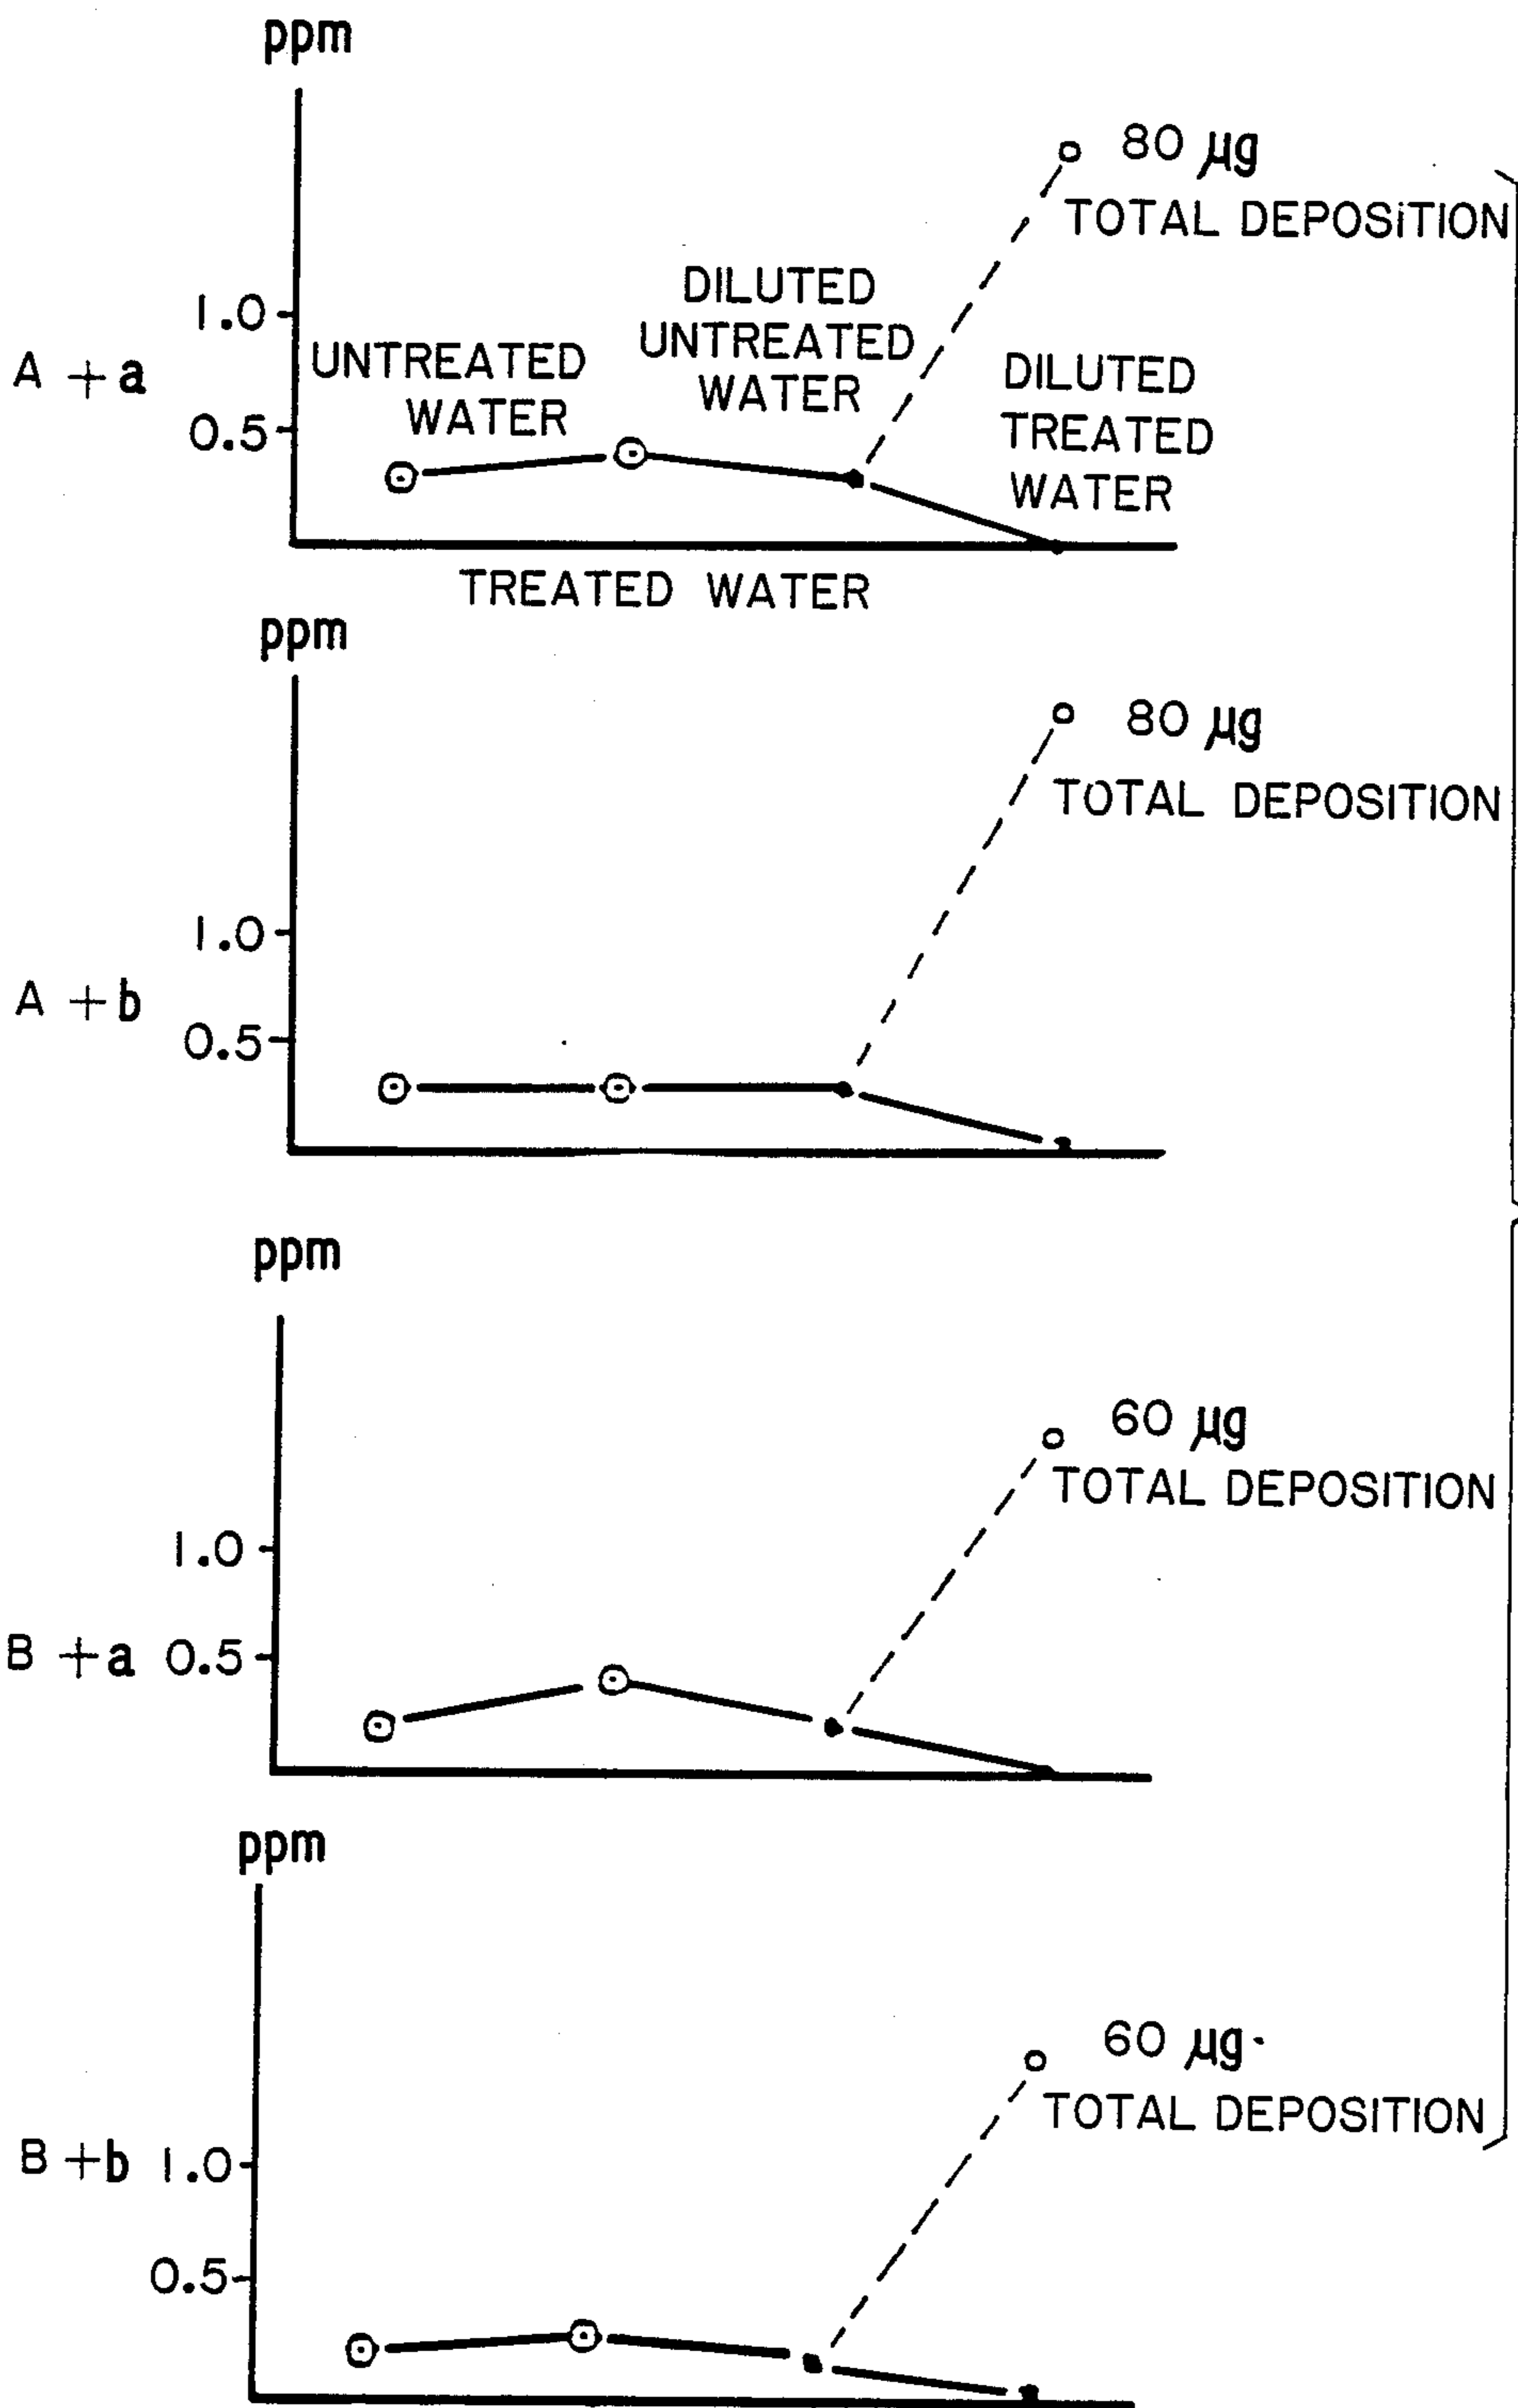 ppm
80 µg
TOTAL DEPOSiTION
1.0
DILUTED
UNTREATED
WATER
UNTREATED
WATER
DILUTED
TREATED
WATER
A +a
0.5
TREATED WATER
ppm
80 µg
TOTAL DEPOSITION
1.0
A +b
0.5
ppm
60 µg
TOTAL DEPOSITION
1.0
B +a 0.5
ppm
60 µg
TOTAL DEPOSITION
B +b 1.0
0.5